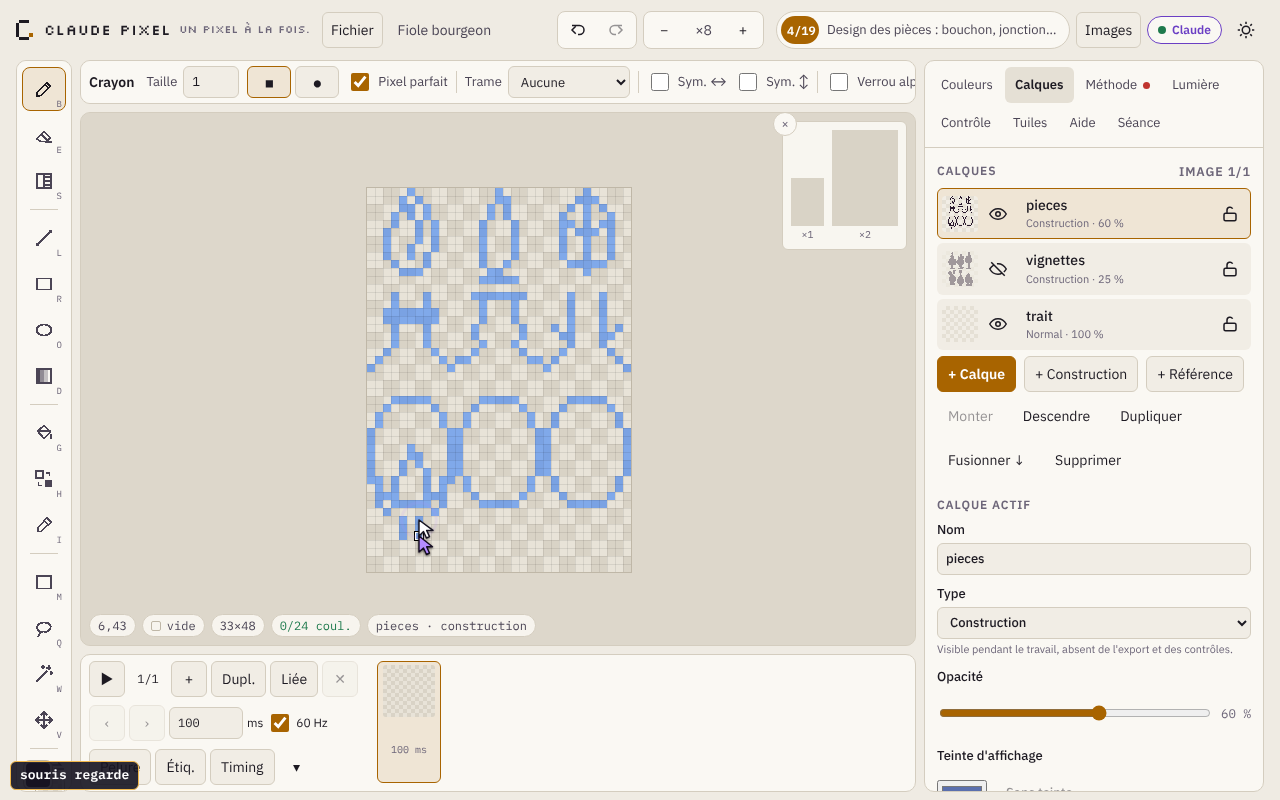 CLAUDE PIXEL UN PIXEL À LA FOIS. Fichier Fiole bourgeon − ×8 + 4/19 Design des pièces : bouchon, jonction… Images Claude
Crayon Taille 1 Pixel parfait Trame Aucune Sym. ↔ Sym. ↕ Verrou alp
B
E
S
L
R
O
D
G
H
I
M
Q
W
V
×
×1 ×2
6,43 vide 33×48 0/24 coul. pieces · construction
1/1 + Dupl. Liée ×
‹ › 100 ms 60 Hz
Étiq. Timing ▼
100 ms
souris regarde
Couleurs Calques Méthode Lumière
Contrôle Tuiles Aide Séance
CALQUES IMAGE 1/1
pieces
Construction · 60 %
vignettes
Construction · 25 %
trait
Normal · 100 %
+ Calque + Construction + Référence
Monter Descendre Dupliquer
Fusionner ↓ Supprimer
CALQUE ACTIF
Nom
pieces
Type
Construction
Visible pendant le travail, absent de l'export et des contrôles.
Opacité
60 %
Teinte d'affichage
Sans teinte